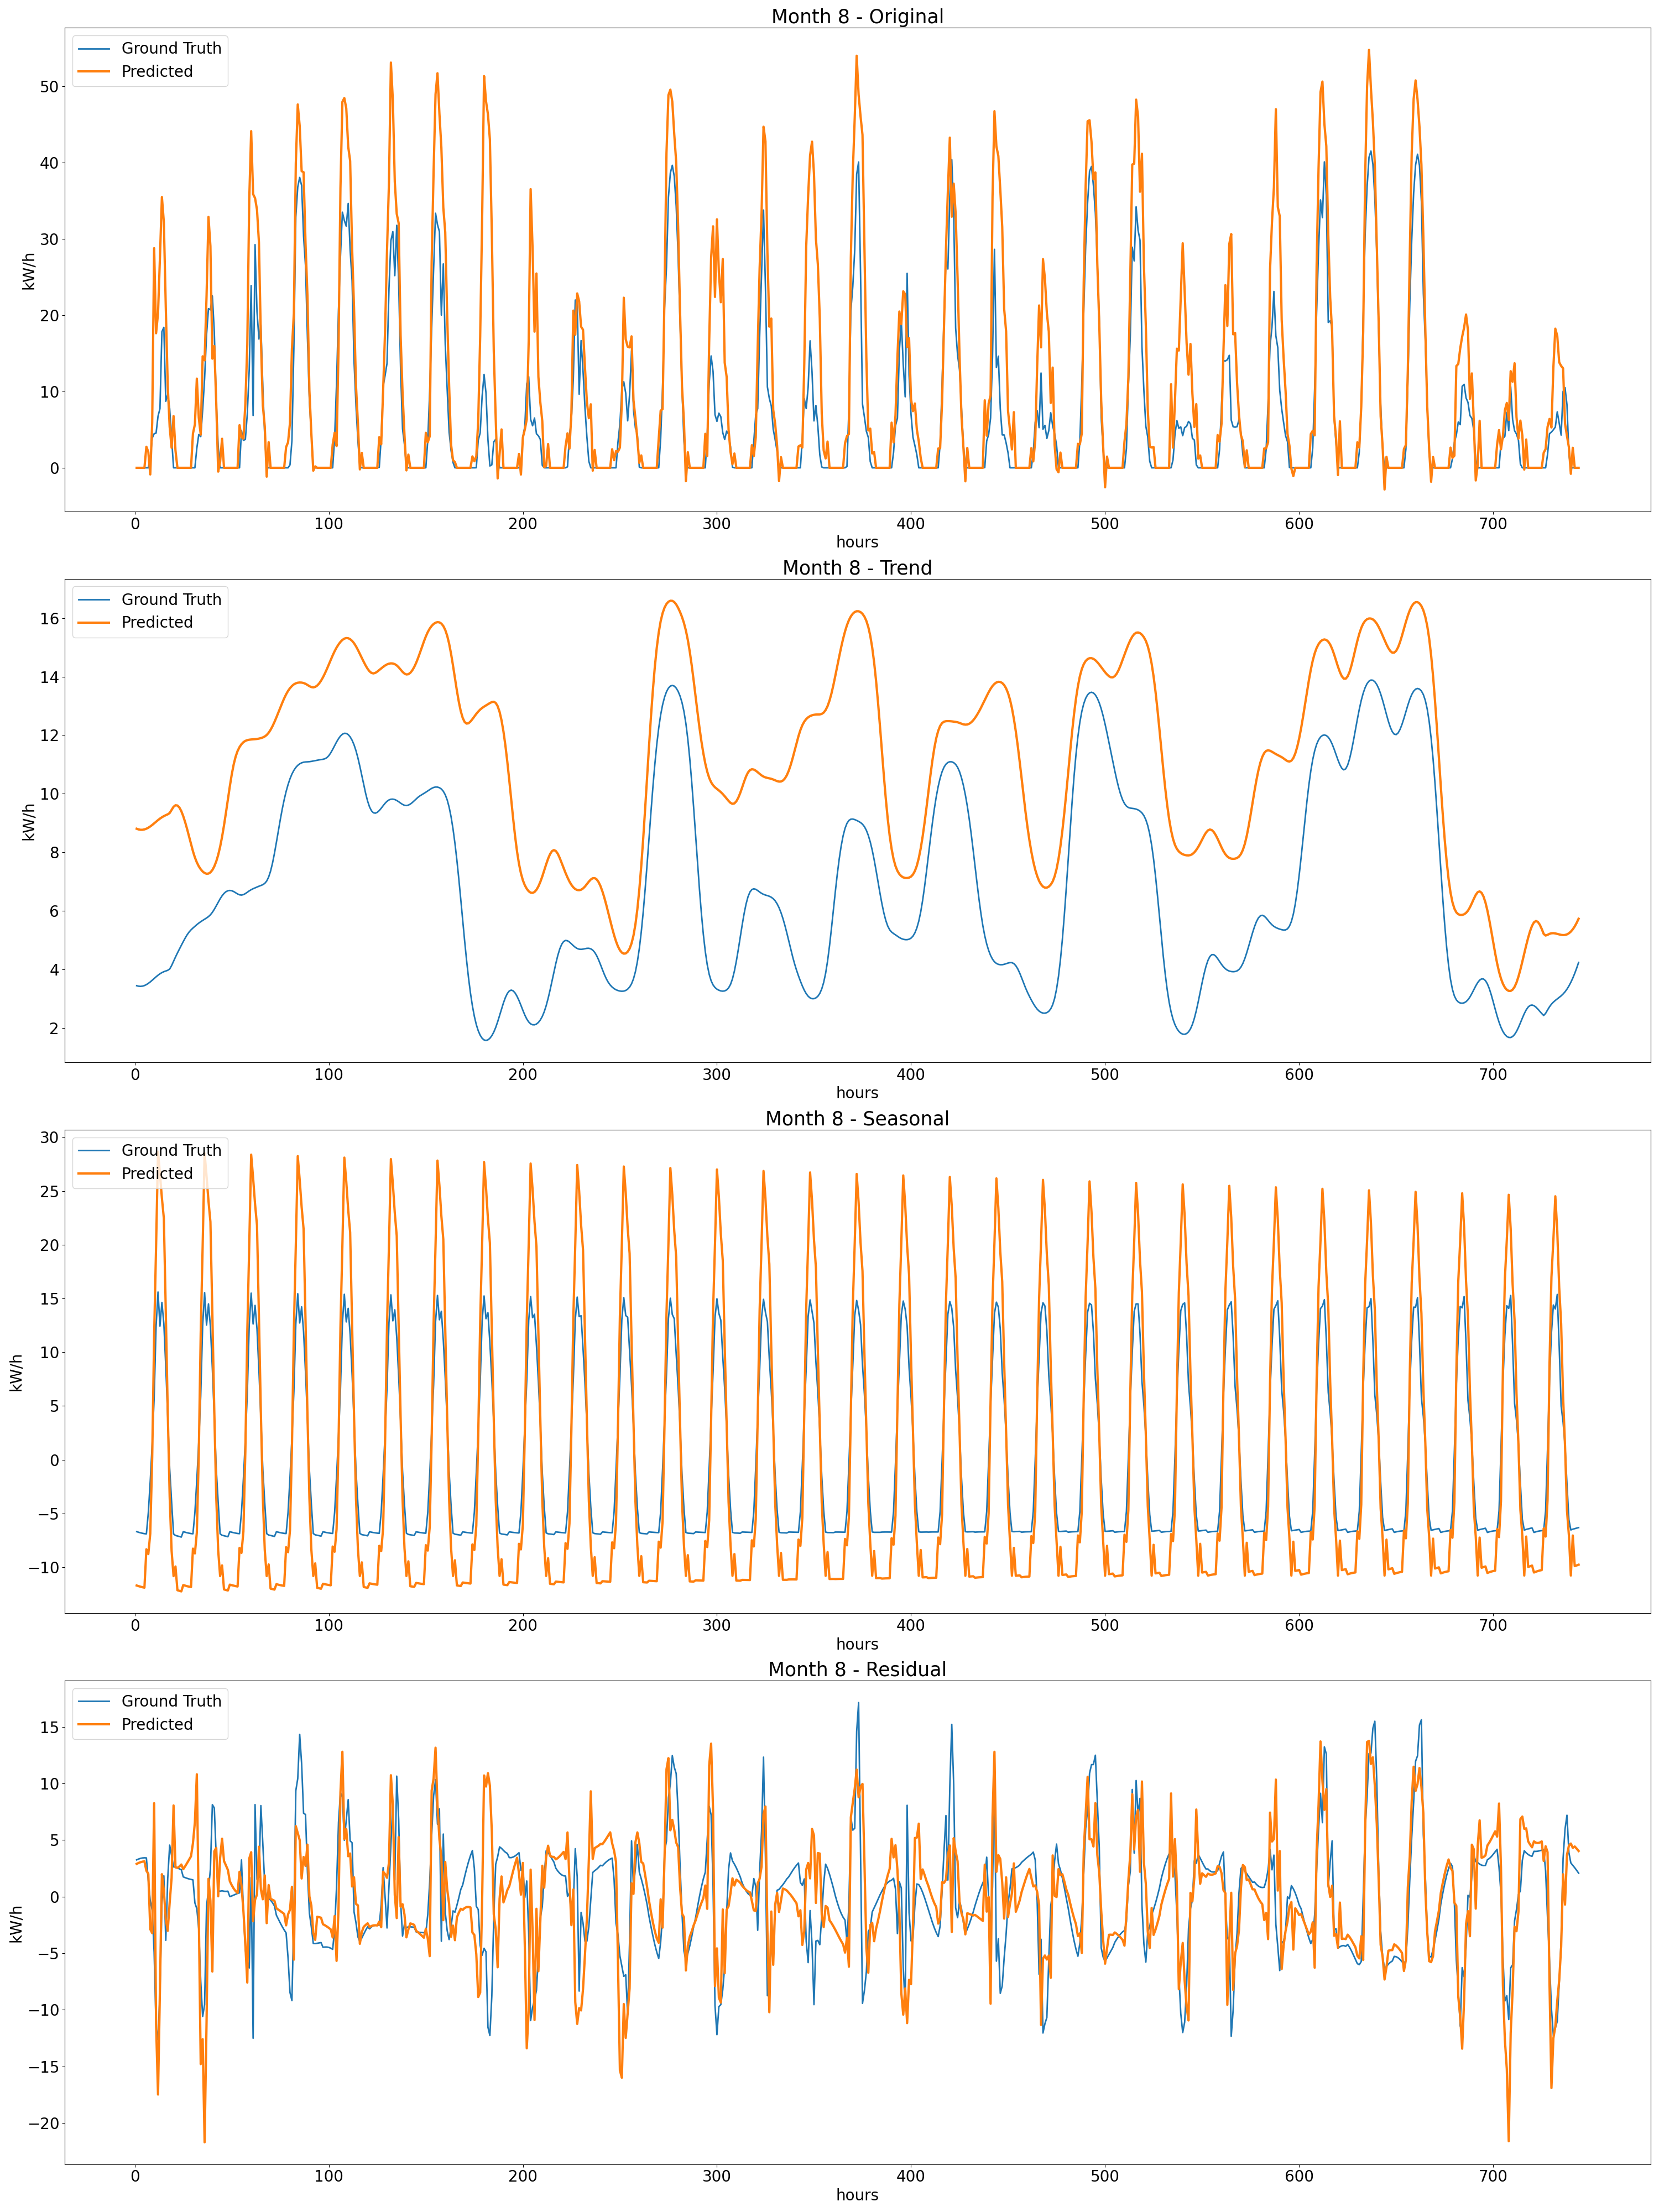 Month 8 - Original
Ground Truth
Predicted
kW/h
50
40
30
20
10
0
0 100 200 300 400 500 600 700
hours
Month 8 - Trend
Ground Truth
Predicted
kW/h
16
14
12
10
8
6
4
2
0 100 200 300 400 500 600 700
hours
Month 8 - Seasonal
Ground Truth
Predicted
kW/h
30
25
20
15
10
5
0
−5
−10
0 100 200 300 400 500 600 700
hours
Month 8 - Residual
Ground Truth
Predicted
kW/h
15
10
5
0
−5
−10
−15
−20
0 100 200 300 400 500 600 700
hours